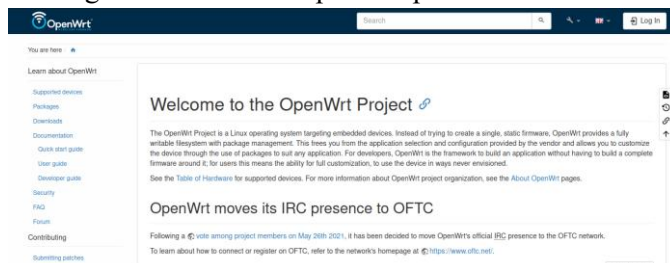 OpenWrt
Search
Log In
You are here
Learn about OpenWrt
Supported devices
Packages
Downloads
Documentation
Quick start guide
User guide
Developer guide
Security
FAQ
Forum
Contributing
Submitting patches
Welcome to the OpenWrt Project
The OpenWrt Project is a Linux operating system targeting embedded devices. Instead of trying to create a single, static firmware, OpenWrt provides a fully
writable filesystem with package management. This frees you from the application selection and configuration provided by the vendor and allows you to customize
the device through the use of packages to suit any application. For developers, OpenWrt is the framework to build an application without having to build a complete
firmware around it; for users this means the ability for full customization, to use the device in ways never envisioned.
See the Table of Hardware for supported devices. For more information about OpenWrt project organization, see the About OpenWrt pages.
OpenWrt moves its IRC presence to OFTC
Following a vote among project members on May 26th 2021, it has been decided to move OpenWrt's official IRC presence to the OFTC network.
To learn about how to connect or register on OFTC, refer to the network's homepage at https://www.oftc.net/.